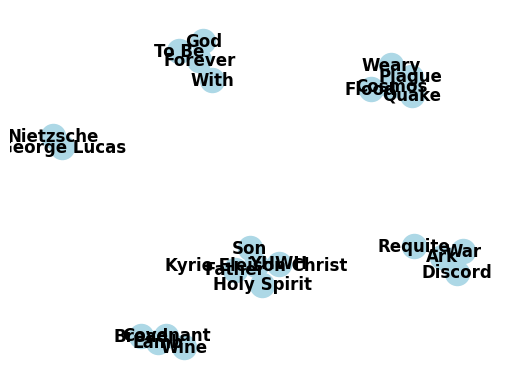 God
To Be
Forever
With
Weary
Plague
Cosmos
Flood
Quake
Nietzsche
George Lucas
Son
Kyrie Eleison Christ
YHWH
Father
Holy Spirit
Requite
War
Ark
Discord
Covenant
Bread
Lamb
Wine